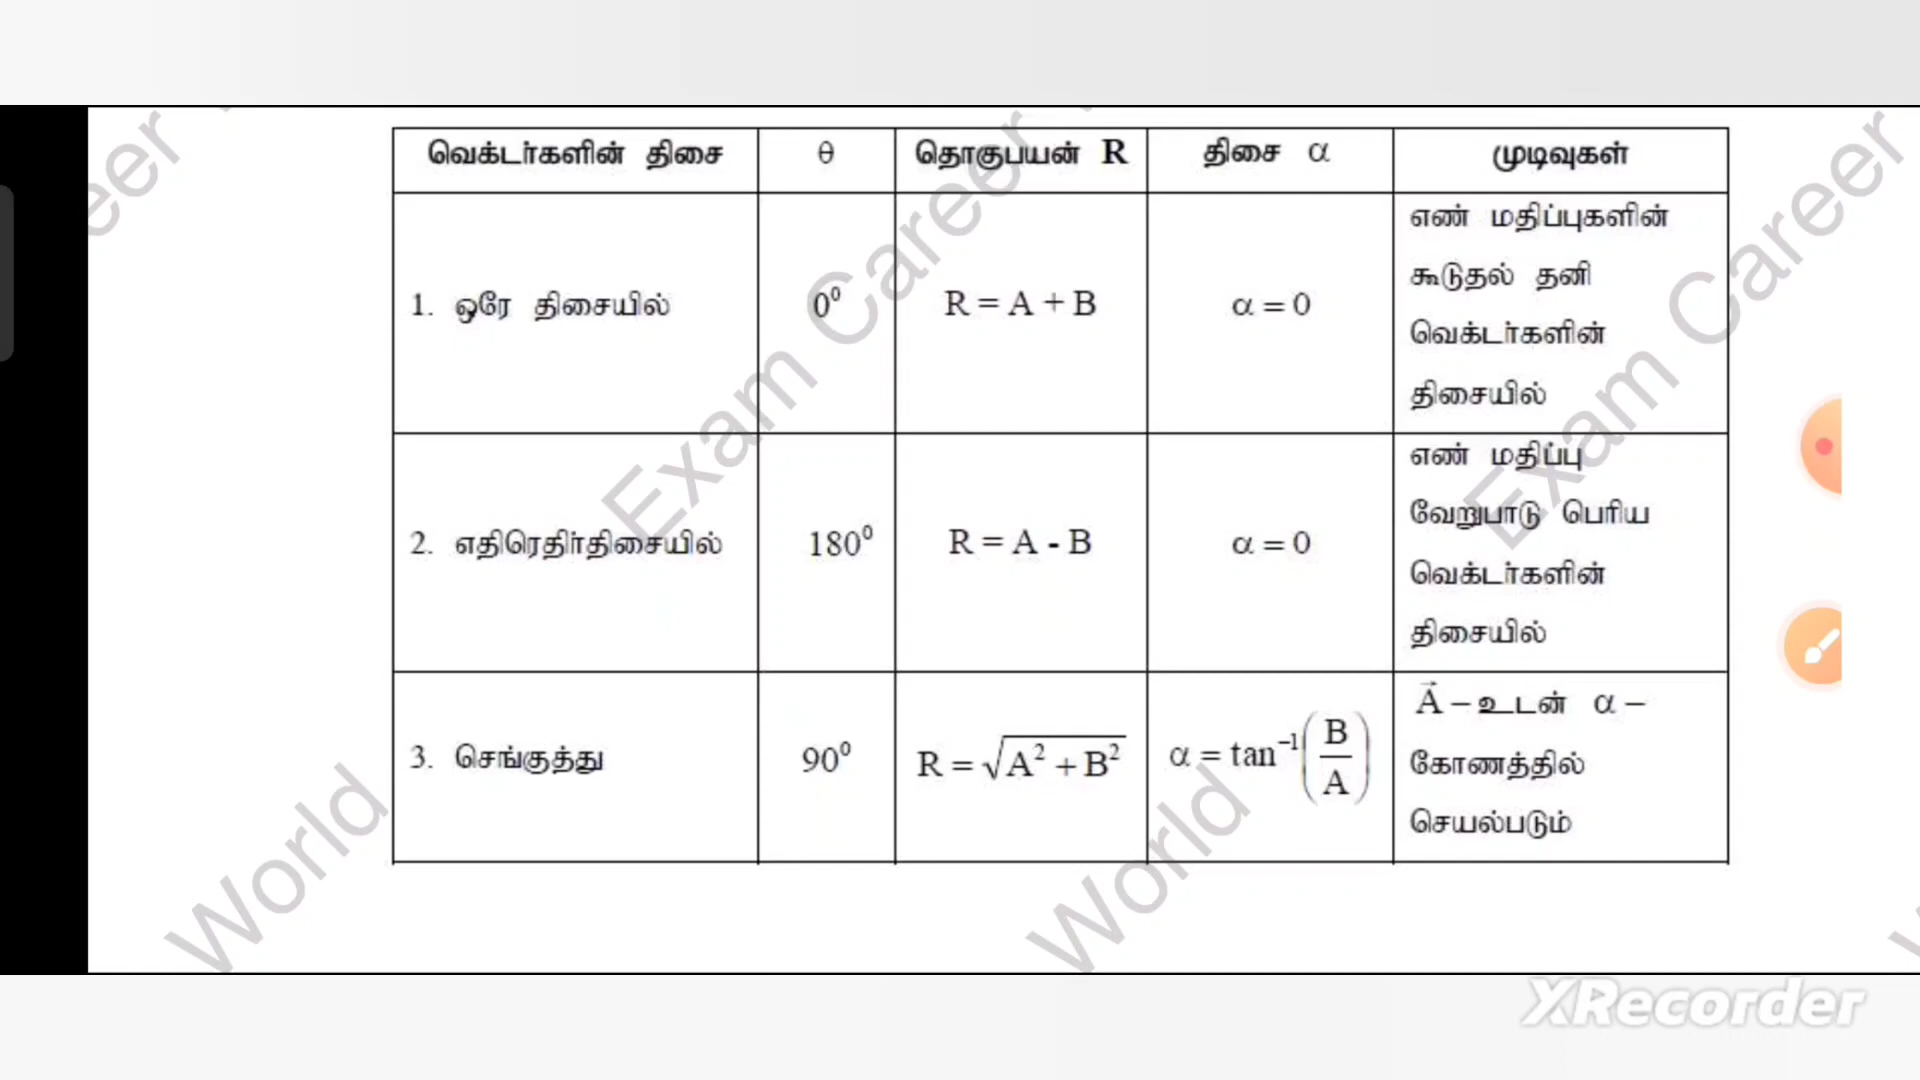 வெக்டர்களின் திசை θ தொகுபயன் R திசை α முடிவுகள்
1. ஒரே திசையில் 0⁰ R = A + B α = 0
எண் மதிப்புகளின்
கூடுதல் தனி
வெக்டர்களின்
திசையில்
2. எதிரெதிர்திசையில் 180⁰ R = A - B α = 0
எண் மதிப்பு
வேறுபாடு பெரிய
வெக்டர்களின்
திசையில்
3. செங்குத்து 90⁰ R = √(A² + B²) α = tan⁻¹(B/A)
A⃗ – உடன் α –
கோணத்தில்
செயல்படும்
eer
World
Exam Career
World
Exam Career
XRecorder